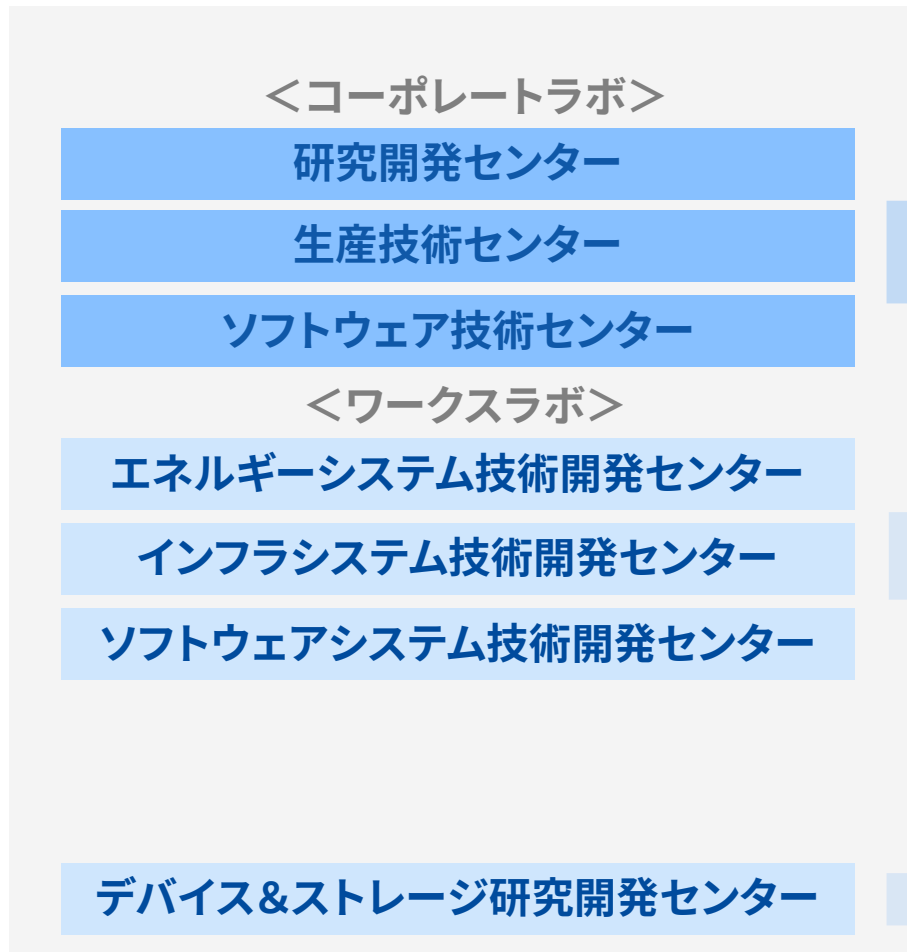 ＜コーポレートラボ＞
研究開発センター
生産技術センター
ソフトウェア技術センター
＜ワークスラボ＞
エネルギーシステム技術開発センター
インフラシステム技術開発センター
ソフトウェアシステム技術開発センター
デバイス&ストレージ研究開発センター